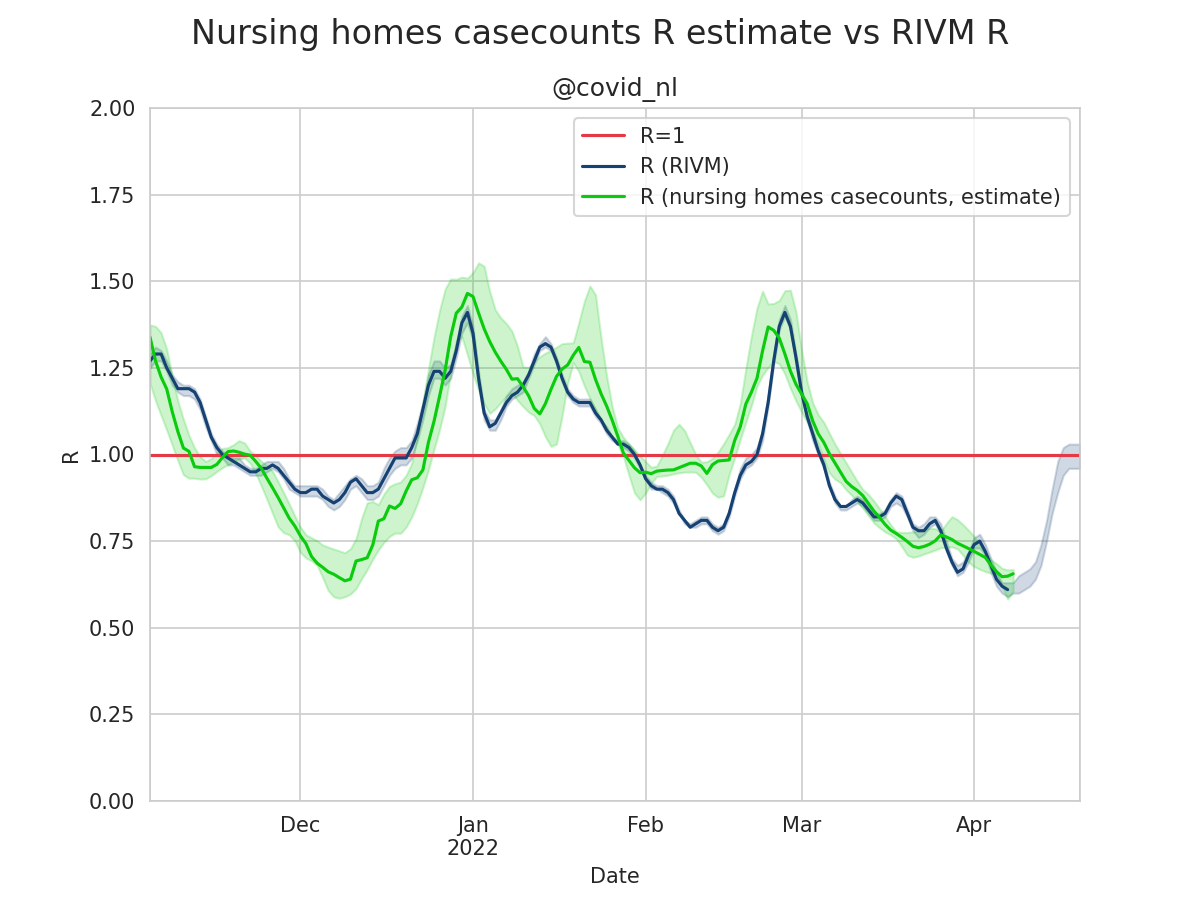 Nursing homes casecounts R estimate vs RIVM R
@covid_nl
2.00
R=1
R (RIVM)
R (nursing homes casecounts, estimate)
1.75
1.50
1.25
1.00
R
0.75
0.50
0.25
0.00
Dec Jan Feb Mar Apr
2022
Date